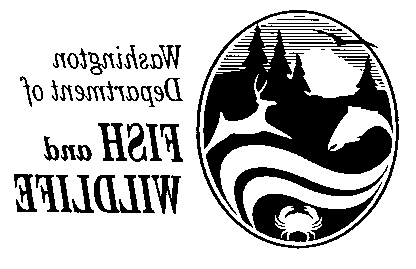 Washington
Department of
FISH and
WILDLIFE